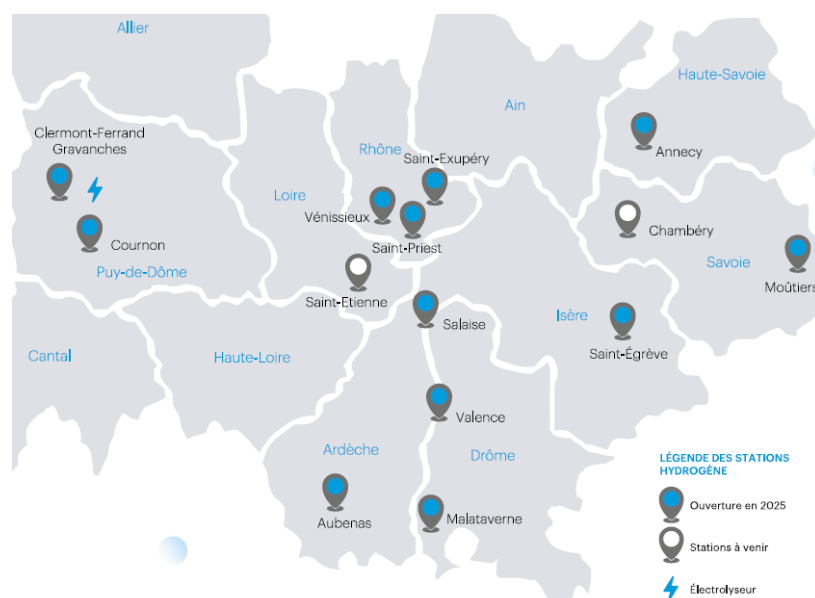 Allier
Haute-Savoie
Ain
Clermont-Ferrand
Gravanches
Rhône
Saint-Exupéry
Annecy
Loire
Vénissieux
Saint-Priest
Chambéry
Cournon
Savoie
Puy-de-Dôme
Moûtiers
Saint-Etienne
Salaise
Isère
Cantal
Haute-Loire
Saint-Égrève
Valence
Ardèche
Drôme
Aubenas
Malataverne
LÉGENDE DES STATIONS
HYDROGÈNE
Ouverture en 2025
Stations à venir
Électrolyseur